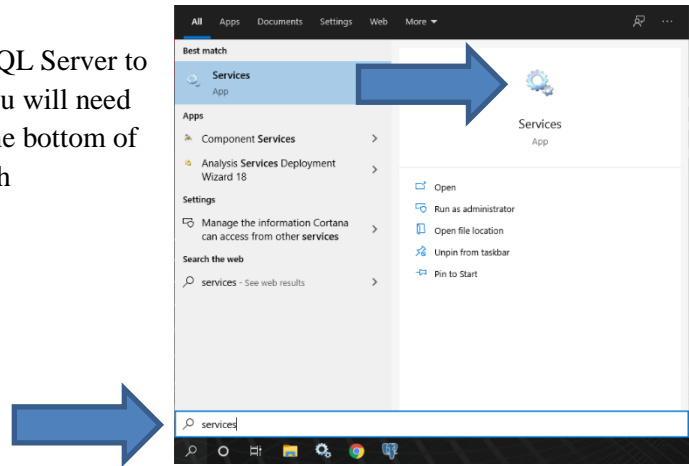 QL Server to
u will need
e bottom of
h
All Apps Documents Settings Web More
Best match
Services
App
Apps
Component Services
Analysis Services Deployment
Wizard 18
Settings
Manage the information Cortana
can access from other services
Search the web
services - See web results
Services
App
Open
Run as administrator
Open file location
Unpin from taskbar
Pin to Start
services